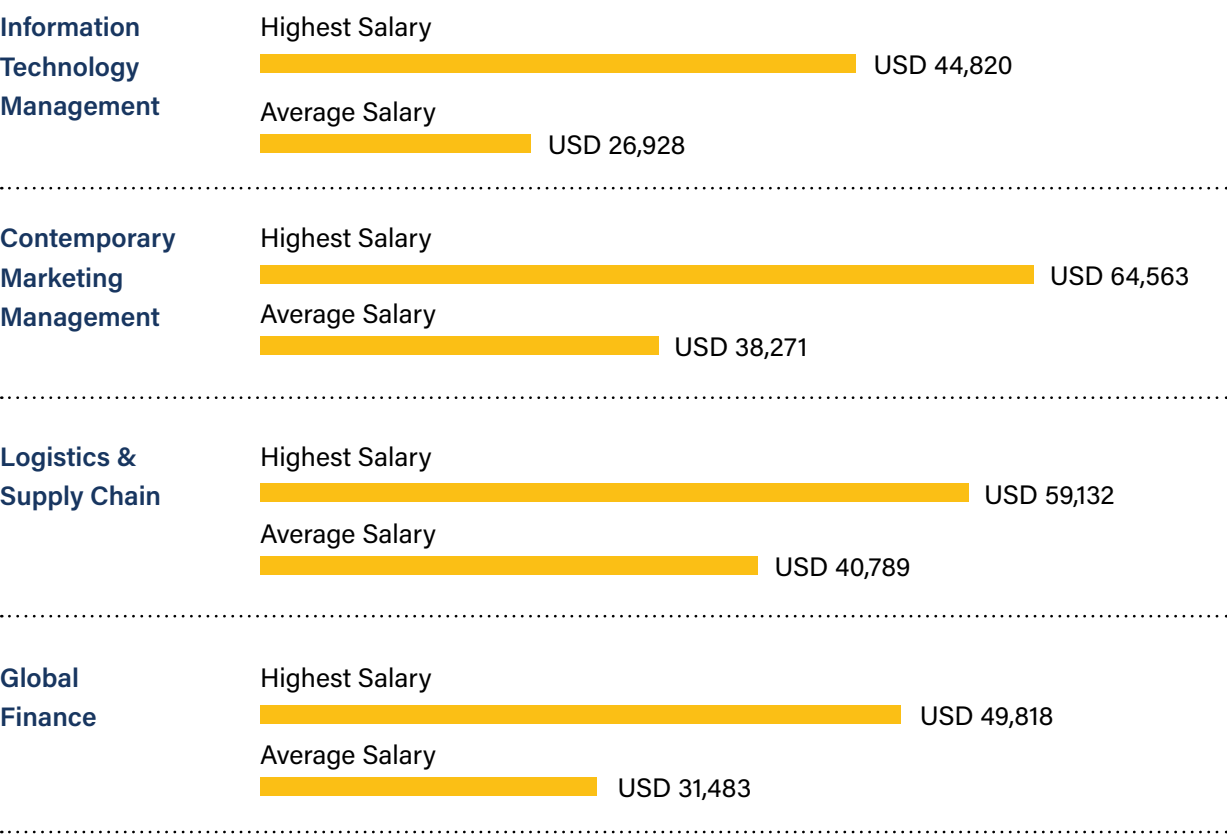 Information
Technology
Management
Highest Salary
USD 44,820
Average Salary
USD 26,928
Contemporary
Marketing
Management
Highest Salary
USD 64,563
Average Salary
USD 38,271
Logistics &
Supply Chain
Highest Salary
USD 59,132
Average Salary
USD 40,789
Global
Finance
Highest Salary
USD 49,818
Average Salary
USD 31,483